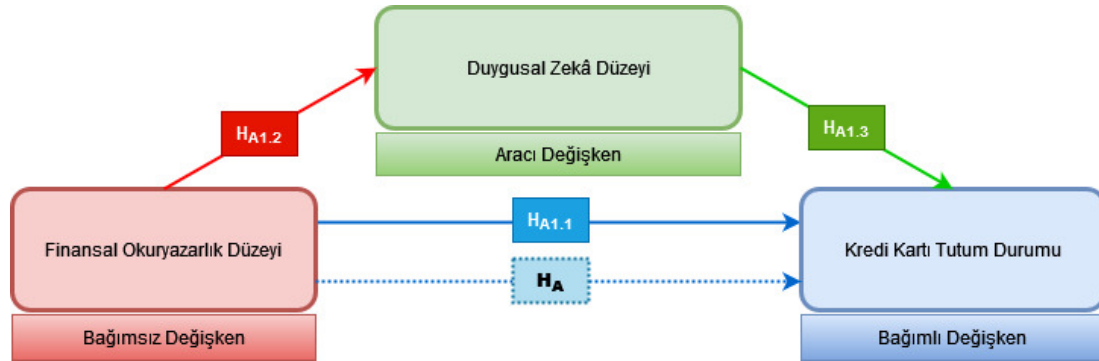 Duygusal Zekâ Düzeyi
Aracı Değişken
HA1.2
HA1.3
Finansal Okuryazarlık Düzeyi
Bağımsız Değişken
HA1.1
HA
Kredi Kartı Tutum Durumu
Bağımlı Değişken